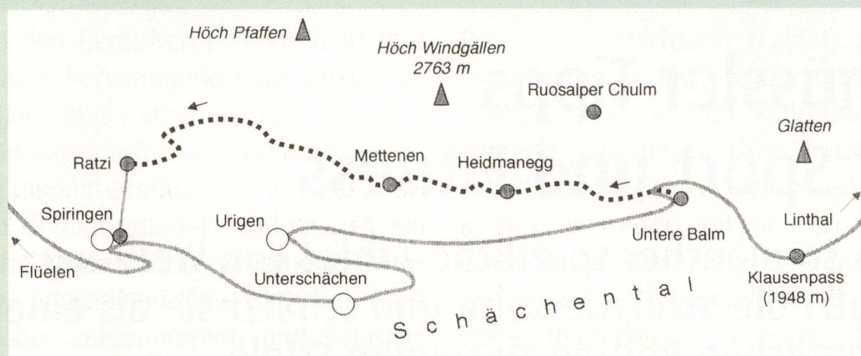 Höch Pfaffen
Höch Windgällen
2763 m
Ruosalper Chulm
Glatten
Ratzi
Mettenen
Heidmanegg
Spiringen
Urigen
Untere Balm
Linthal
Flüelen
Unterschächen
Klausenpass
(1948 m)
Schächental